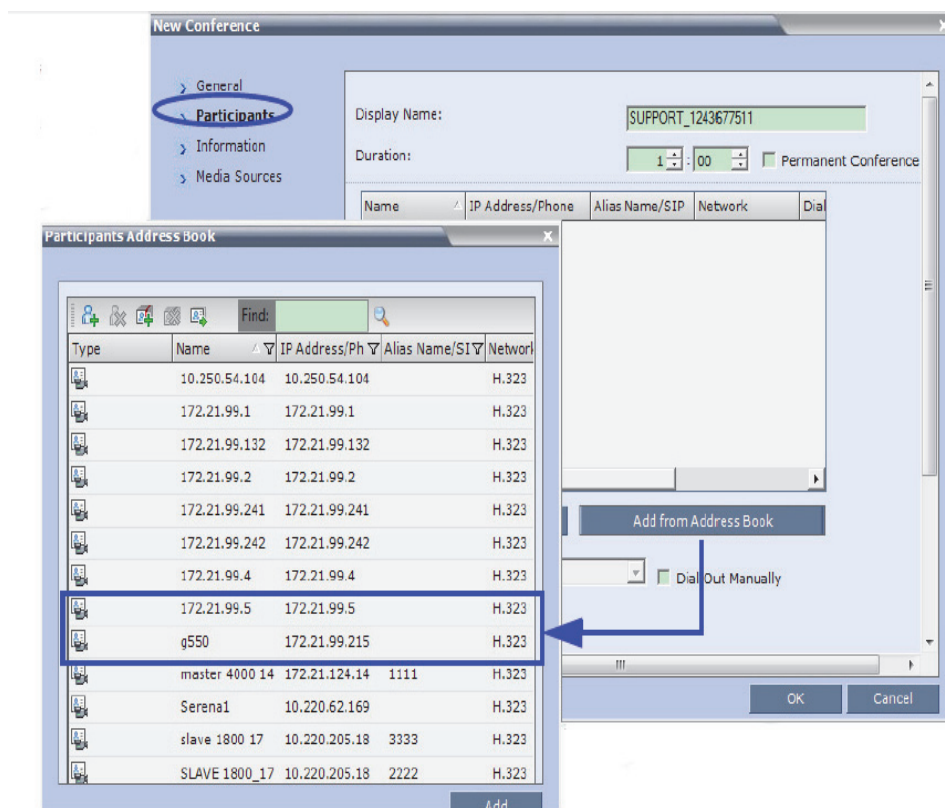 New Conference
General
Participants
Information
Media Sources
Display Name:
SUPPORT_1243677511
Duration:
1 : 00
Permanent Conference
Name IP Address/Phone Alias Name/SIP Network Dial
Add from Address Book
Dial Out Manually
OK Cancel
Participants Address Book
Find:
Type Name IP Address/Ph Alias Name/SI Network
10.250.54.104 10.250.54.104 H.323
172.21.99.1 172.21.99.1 H.323
172.21.99.132 172.21.99.132 H.323
172.21.99.2 172.21.99.2 H.323
172.21.99.241 172.21.99.241 H.323
172.21.99.242 172.21.99.242 H.323
172.21.99.4 172.21.99.4 H.323
172.21.99.5 172.21.99.5 H.323
g550 172.21.99.215 H.323
master 4000 14 172.21.124.14 1111 H.323
Serena1 10.220.62.169 H.323
slave 1800 17 10.220.205.18 3333 H.323
SLAVE 1800_17 10.220.205.18 2222 H.323
Add